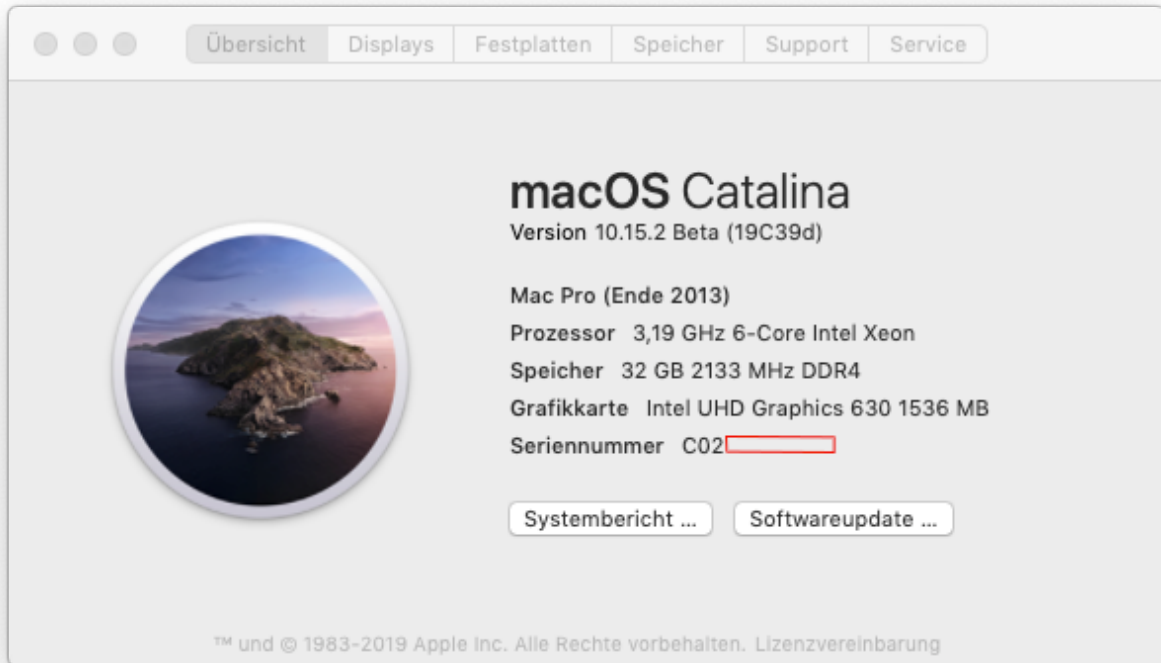 Übersicht Displays Festplatten Speicher Support Service
macOS Catalina
Version 10.15.2 Beta (19C39d)
Mac Pro (Ende 2013)
Prozessor 3,19 GHz 6-Core Intel Xeon
Speicher 32 GB 2133 MHz DDR4
Grafikkarte Intel UHD Graphics 630 1536 MB
Seriennummer C02
Systembericht ... Softwareupdate ...
™ und © 1983-2019 Apple Inc. Alle Rechte vorbehalten. Lizenzvereinbarung